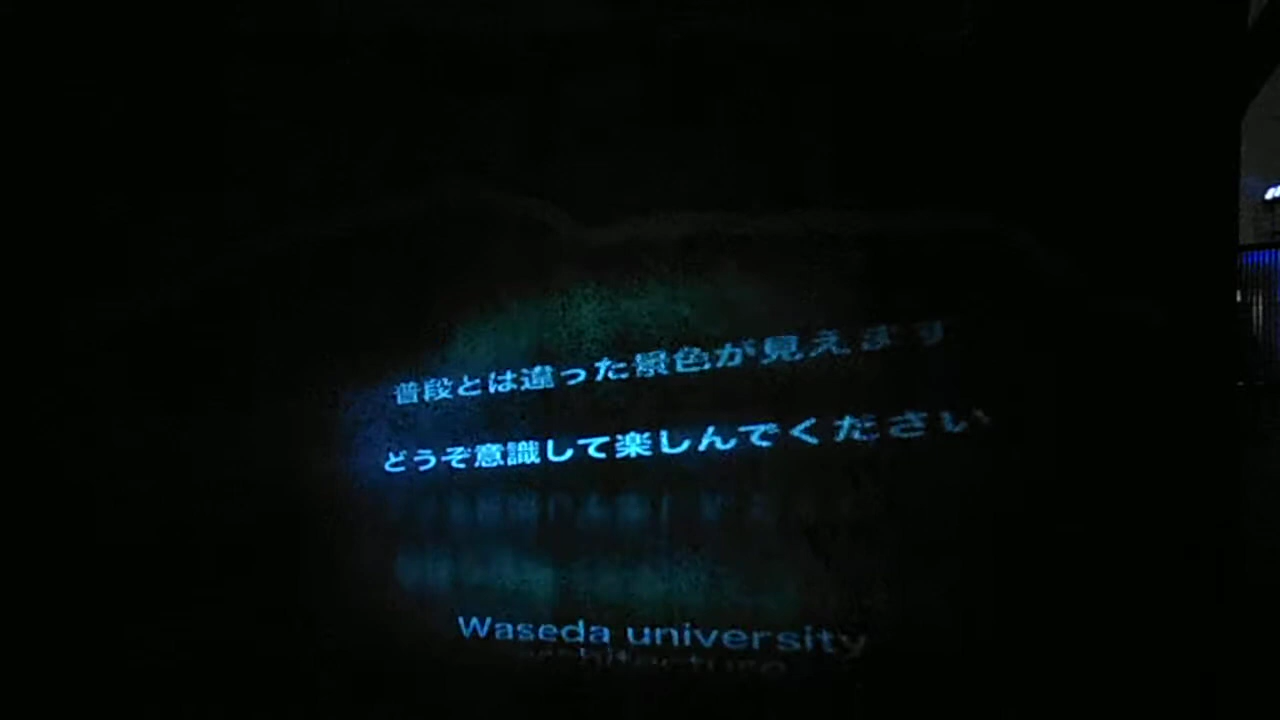 普段とは違った景色が見えます
どうぞ意識して楽しんでください
Waseda university
architecture